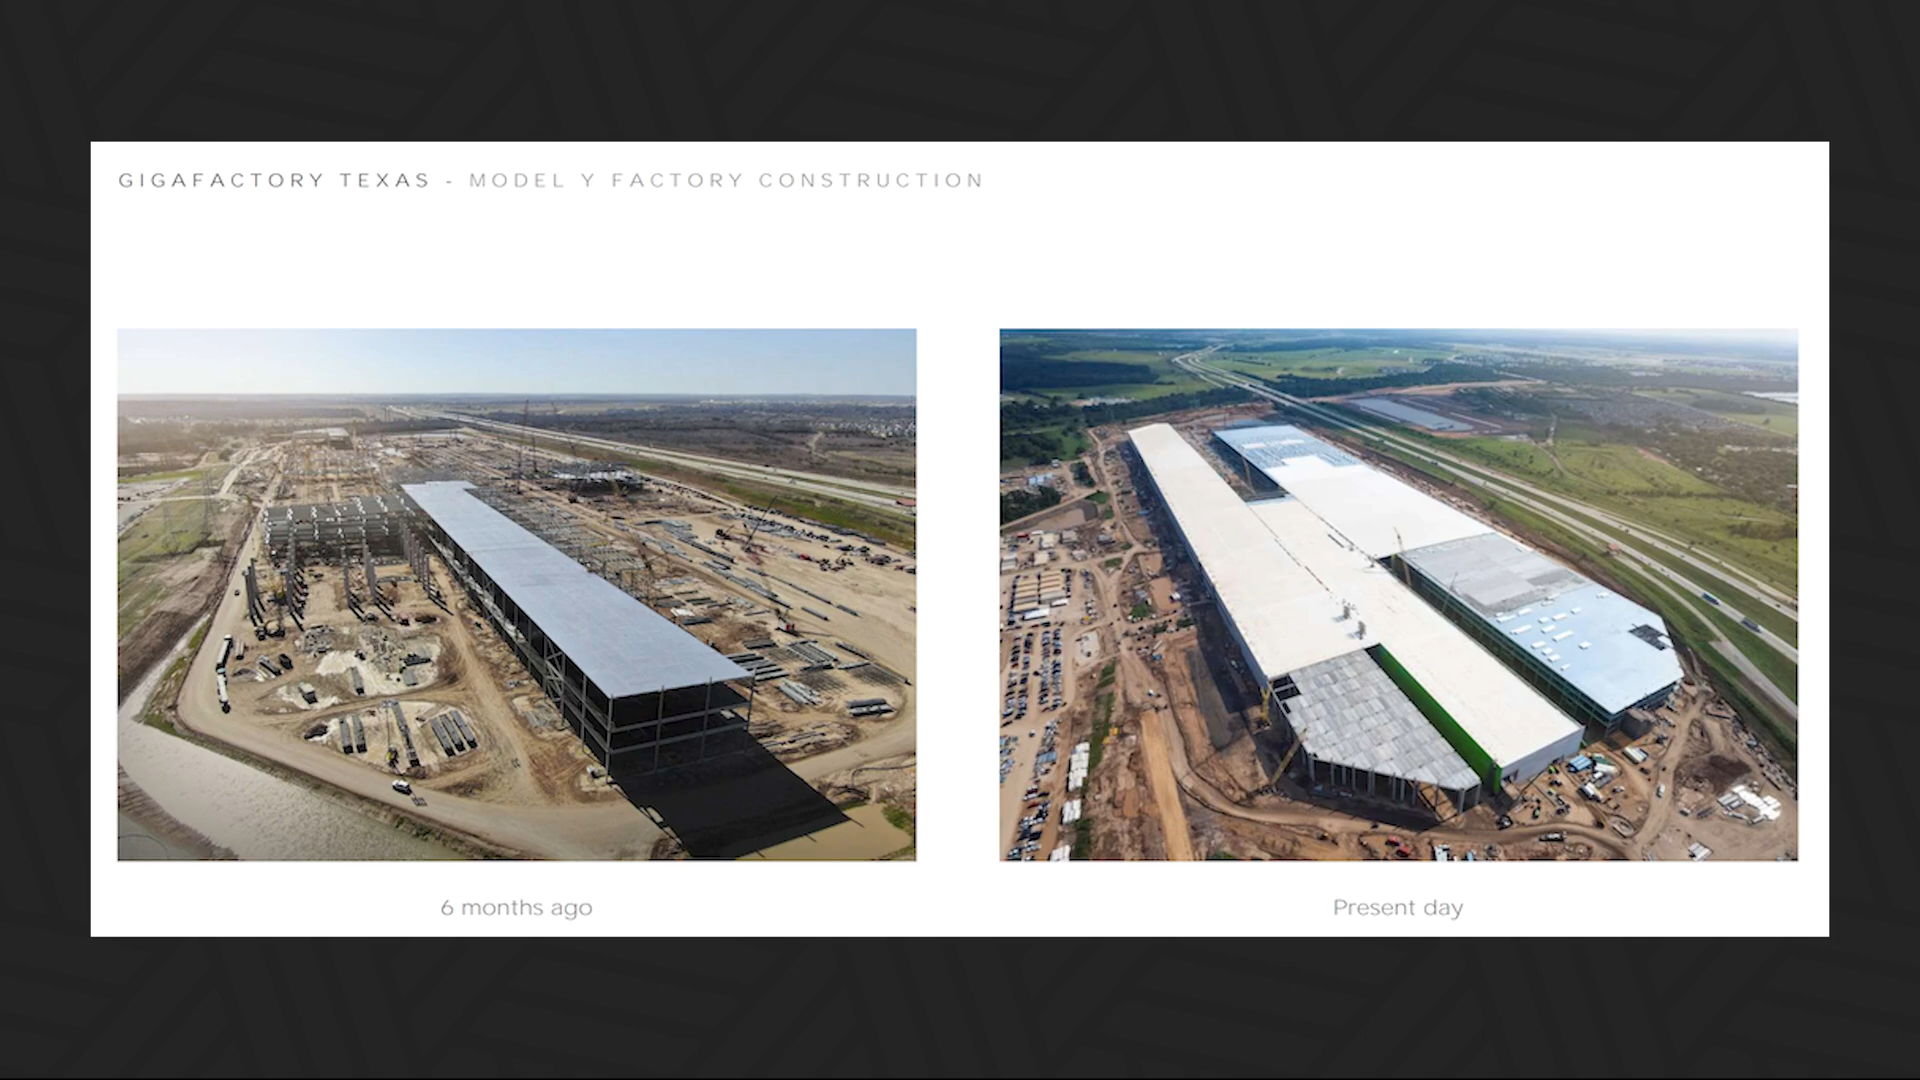 GIGAFACTORY TEXAS - MODEL Y FACTORY CONSTRUCTION
6 months ago
Present day